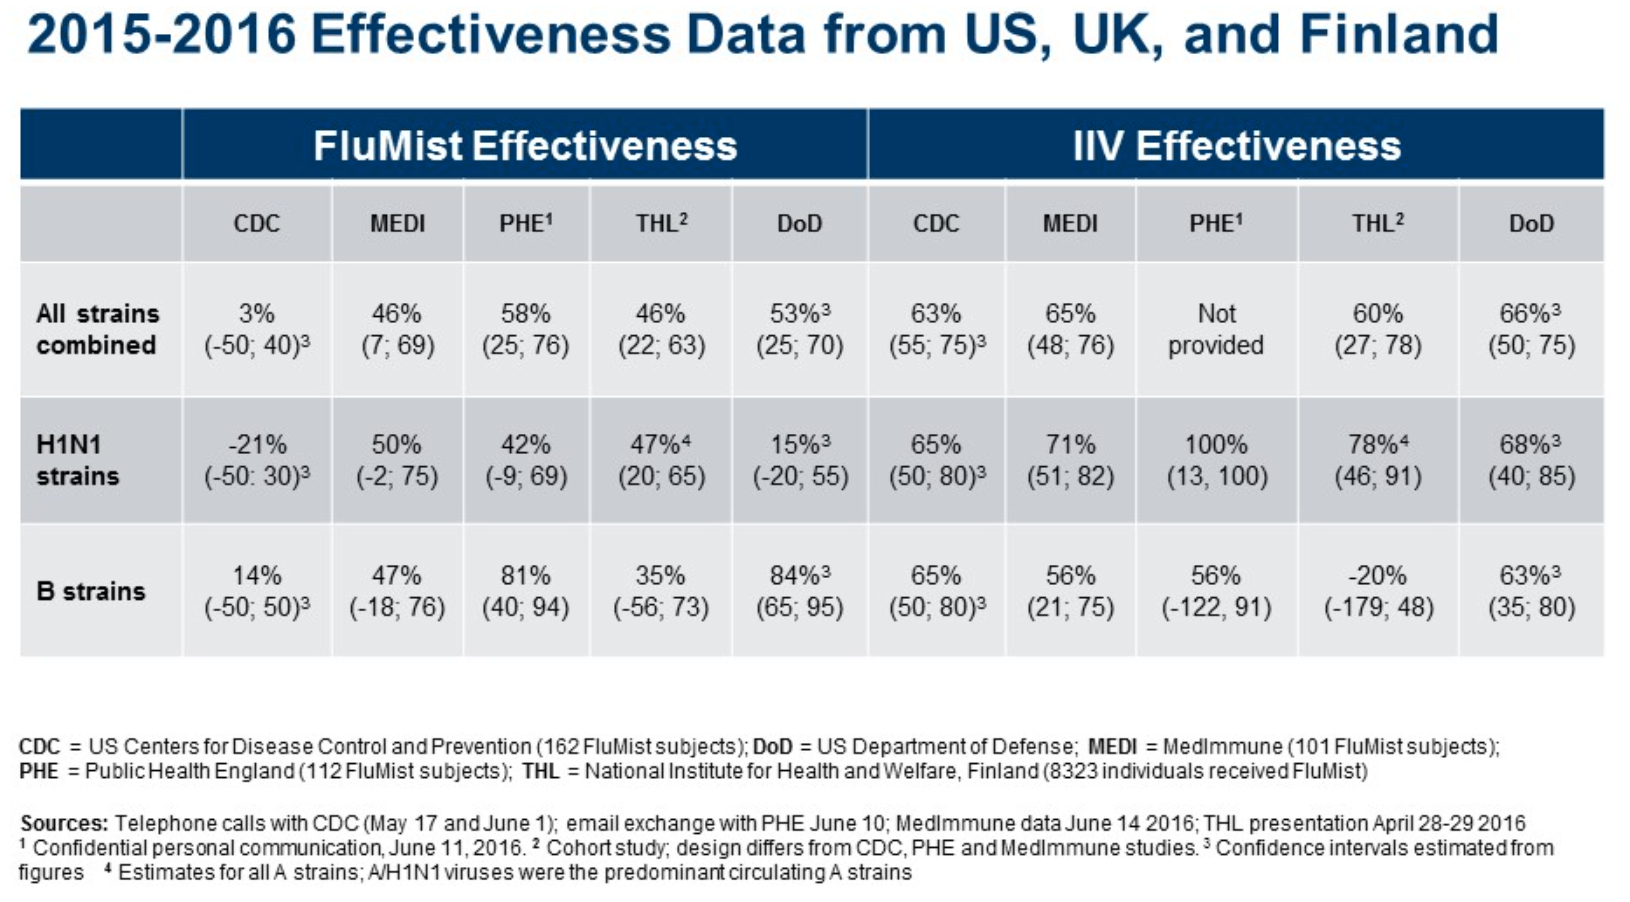 2015-2016 Effectiveness Data from US, UK, and Finland
FluMist Effectiveness IIV Effectiveness
CDC MEDI PHE¹ THL² DoD CDC MEDI PHE¹ THL² DoD
All strains combined 3% 46% 58% 46% 53%³ 63% 65% Not provided 60% 66%³
(-50; 40)³ (7; 69) (25; 76) (22; 63) (25; 70) (55; 75)³ (48; 76) (27; 78) (50; 75)
H1N1 strains -21% 50% 42% 47%⁴ 15%³ 65% 71% 100% 78%⁴ 68%³
(-50: 30)³ (-2; 75) (-9; 69) (20; 65) (-20; 55) (50; 80)³ (51; 82) (13, 100) (46; 91) (40; 85)
B strains 14% 47% 81% 35% 84%³ 65% 56% 56% -20% 63%³
(-50; 50)³ (-18; 76) (40; 94) (-56; 73) (65; 95) (50; 80)³ (21; 75) (-122, 91) (-179; 48) (35; 80)
CDC = US Centers for Disease Control and Prevention (162 FluMist subjects); DoD = US Department of Defense; MEDI = MedImmune (101 FluMist subjects);
PHE = Public Health England (112 FluMist subjects); THL = National Institute for Health and Welfare, Finland (8323 individuals received FluMist)
Sources: Telephone calls with CDC (May 17 and June 1); email exchange with PHE June 10; MedImmune data June 14 2016; THL presentation April 28-29 2016
¹ Confidential personal communication, June 11, 2016. ² Cohort study; design differs from CDC, PHE and MedImmune studies. ³ Confidence intervals estimated from
figures ⁴ Estimates for all A strains; A/H1N1 viruses were the predominant circulating A strains